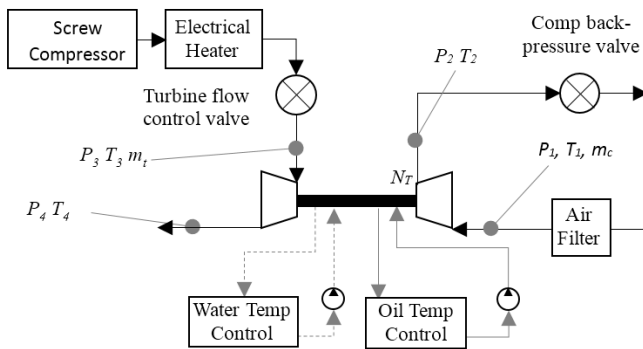 Screw
Compressor
Electrical
Heater
Comp back-
pressure valve
P2 T2
Turbine flow
control valve
P3 T3 mt
P1, T1, mc
NT
P4 T4
Air
Filter
Water Temp
Control
Oil Temp
Control